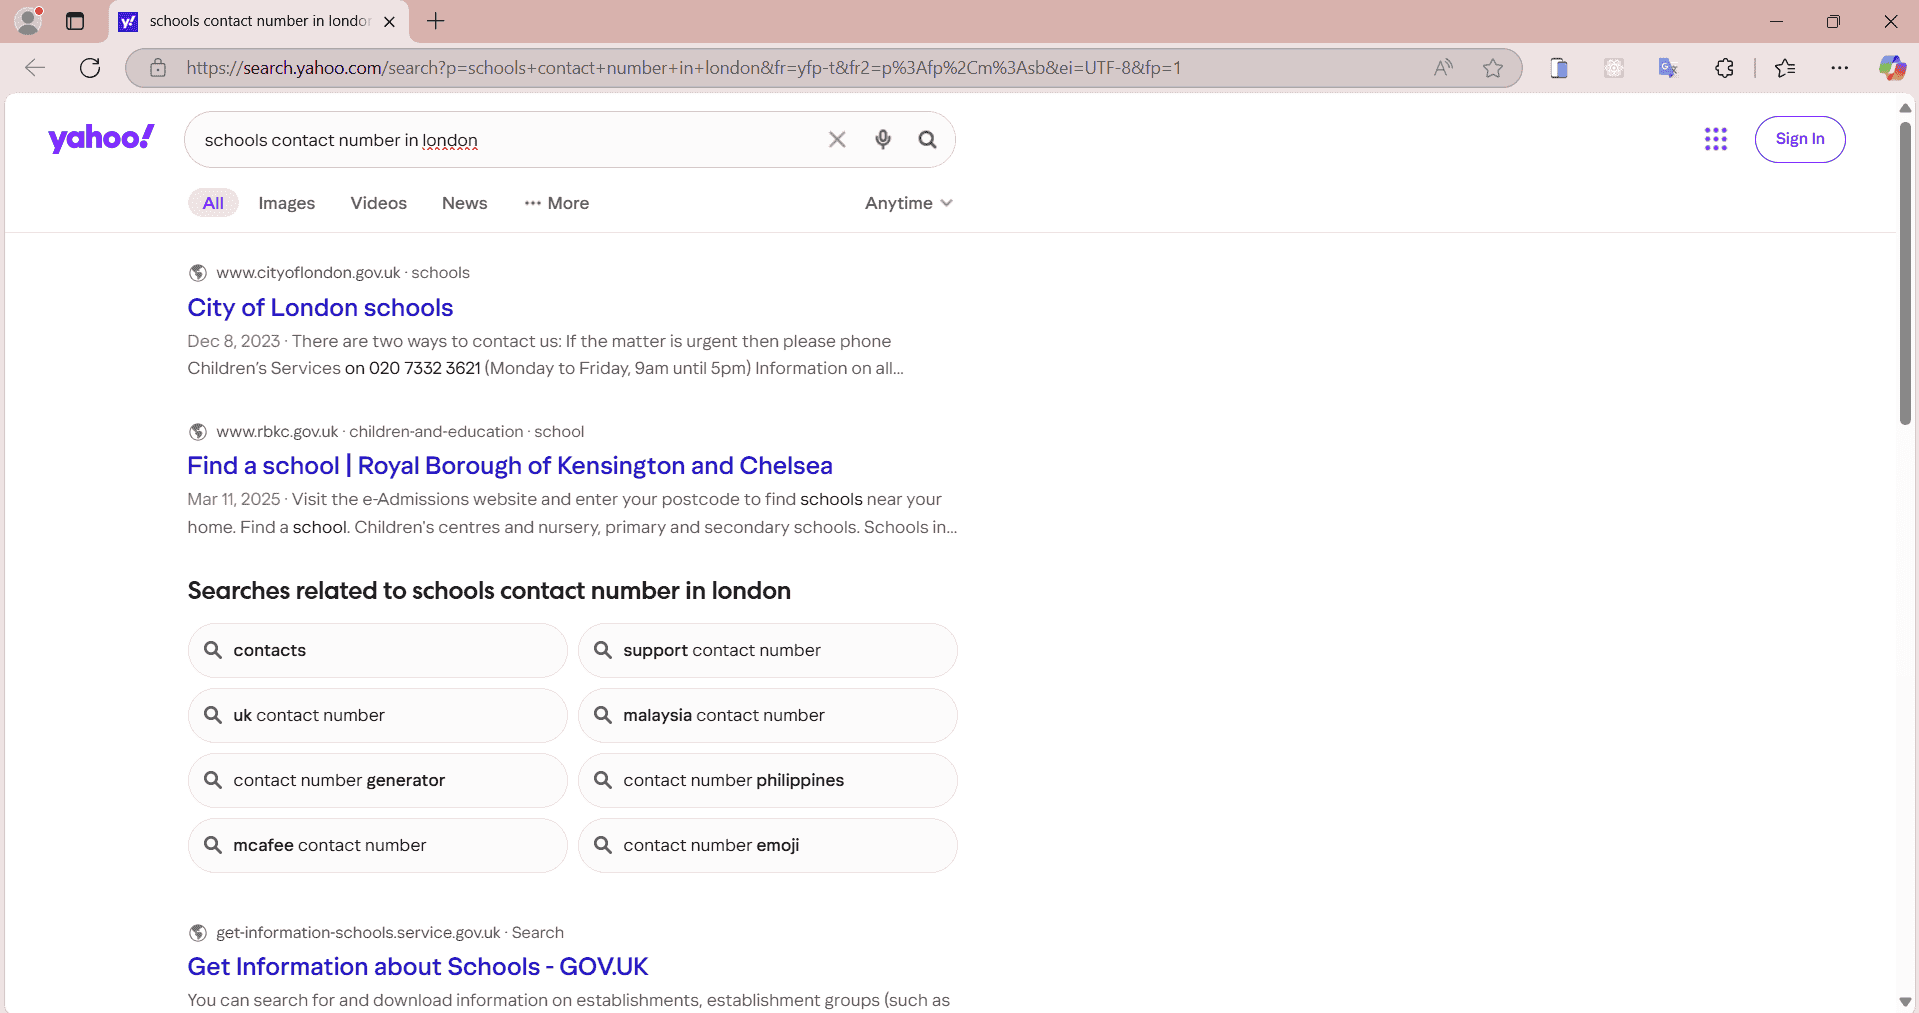 schools contact number in londor
https://search.yahoo.com/search?p=schools+contact+number+in+london&fr=yfp-t&fr2=p%3Afp%2Cm%3Asb&ei=UTF-8&fp=1
yahoo!
schools contact number in london
Sign In
All Images Videos News ··· More Anytime
www.cityoflondon.gov.uk · schools
City of London schools
Dec 8, 2023 · There are two ways to contact us: If the matter is urgent then please phone
Children’s Services on 020 7332 3621 (Monday to Friday, 9am until 5pm) Information on all...
www.rbkc.gov.uk · children-and-education · school
Find a school | Royal Borough of Kensington and Chelsea
Mar 11, 2025 · Visit the e-Admissions website and enter your postcode to find schools near your
home. Find a school. Children's centres and nursery, primary and secondary schools. Schools in...
Searches related to schools contact number in london
contacts
support contact number
uk contact number
malaysia contact number
contact number generator
contact number philippines
mcafee contact number
contact number emoji
get-information-schools.service.gov.uk · Search
Get Information about Schools - GOV.UK
You can search for and download information on establishments, establishment groups (such as